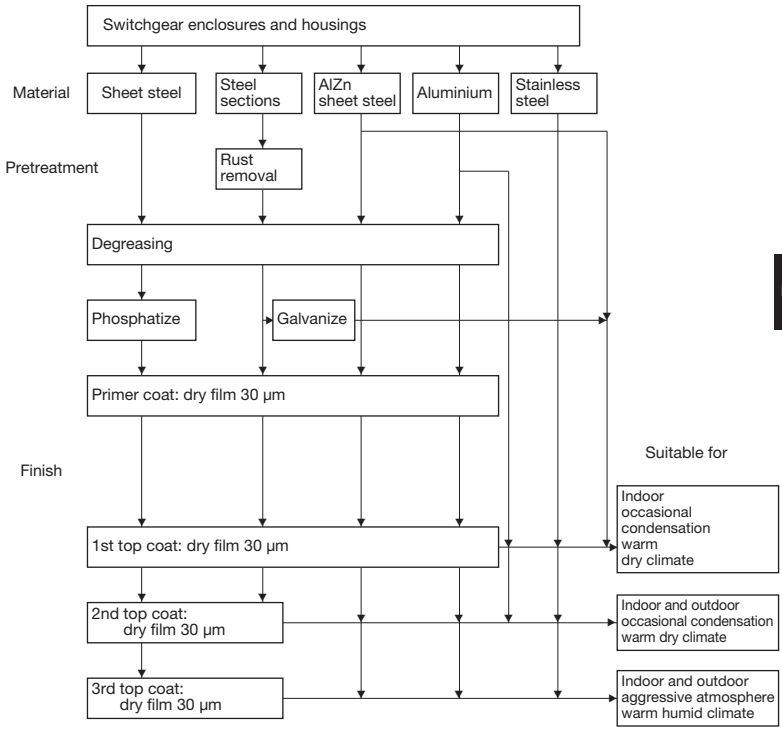 Switchgear enclosures and housings
Material
Sheet steel
Steel
sections
AlZn
sheet steel
Aluminium
Stainless
steel
Pretreatment
Rust
removal
Degreasing
Phosphatize
Galvanize
Primer coat: dry film 30 µm
Finish
Suitable for
1st top coat: dry film 30 µm
Indoor
occasional
condensation
warm
dry climate
2nd top coat:
dry film 30 µm
Indoor and outdoor
occasional condensation
warm dry climate
3rd top coat:
dry film 30 µm
Indoor and outdoor
aggressive atmosphere
warm humid climate